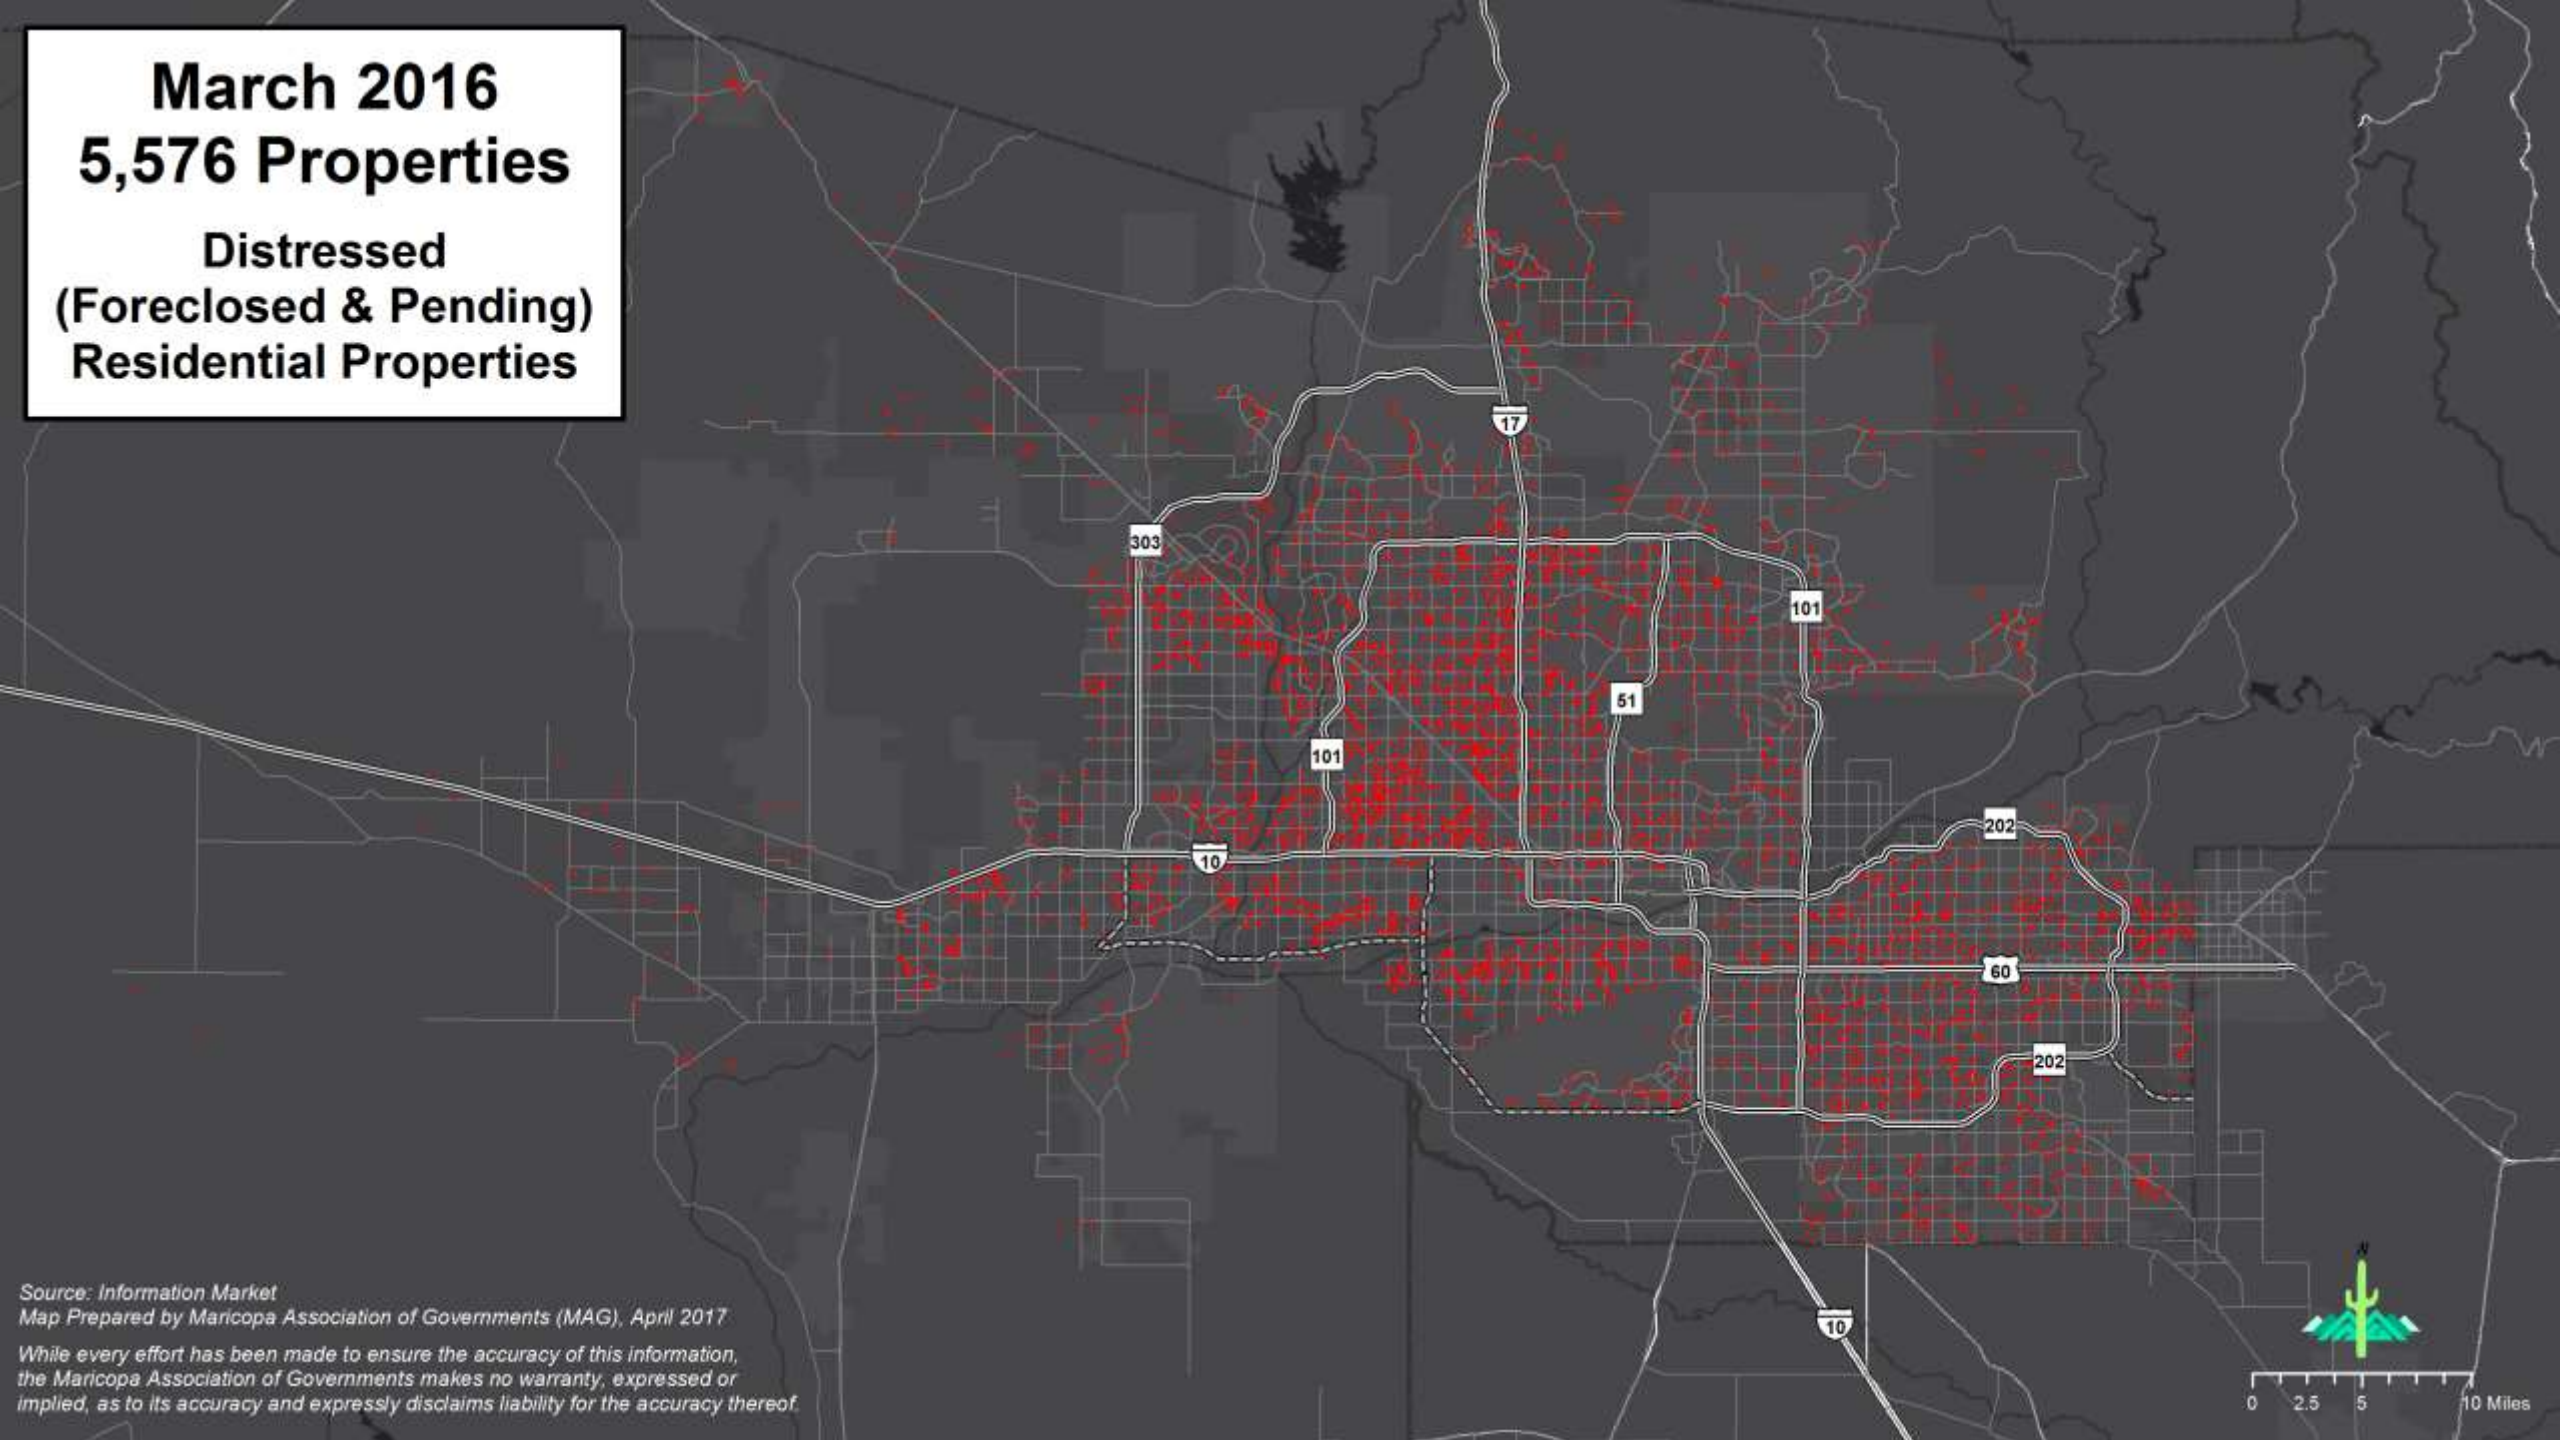 March 2016
5,576 Properties
Distressed
(Foreclosed & Pending)
Residential Properties
17
303
101
51
101
10
202
60
202
10
N
0 2.5 5 10 Miles
Source: Information Market
Map Prepared by Maricopa Association of Governments (MAG), April 2017
While every effort has been made to ensure the accuracy of this information,
the Maricopa Association of Governments makes no warranty, expressed or
implied, as to its accuracy and expressly disclaims liability for the accuracy thereof.